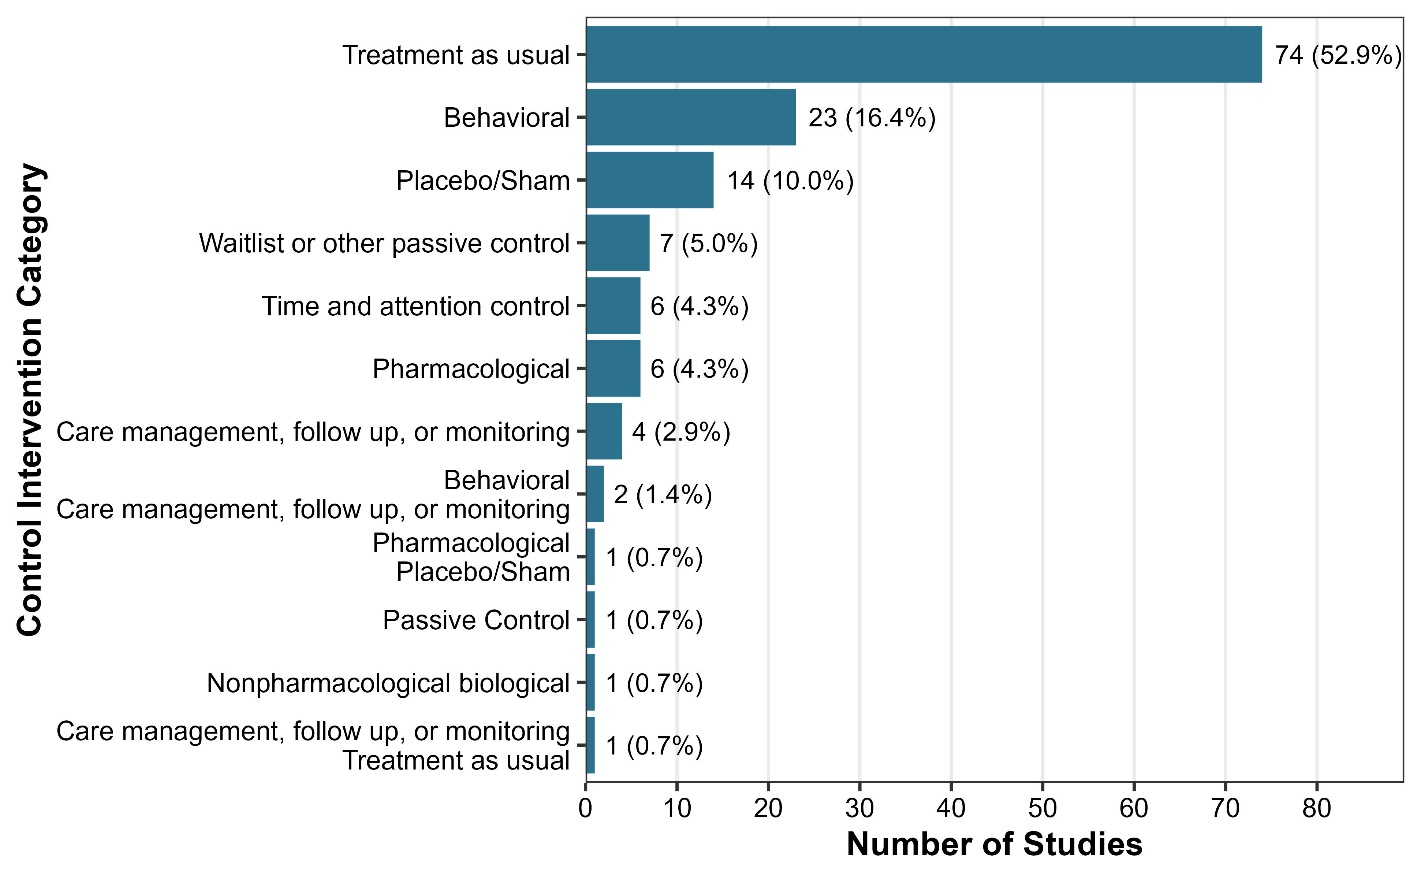 Control Intervention Category
Treatment as usual
74 (52.9%)
Behavioral
23 (16.4%)
Placebo/Sham
14 (10.0%)
Waitlist or other passive control
7 (5.0%)
Time and attention control
6 (4.3%)
Pharmacological
6 (4.3%)
Care management, follow up, or monitoring
4 (2.9%)
Behavioral
Care management, follow up, or monitoring
2 (1.4%)
Pharmacological
Placebo/Sham
1 (0.7%)
Passive Control
1 (0.7%)
Nonpharmacological biological
1 (0.7%)
Care management, follow up, or monitoring
Treatment as usual
1 (0.7%)
0 10 20 30 40 50 60 70 80
Number of Studies